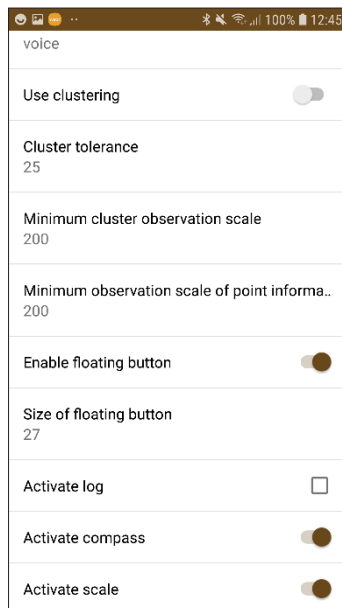 100% 12:45
voice
Use clustering
Cluster tolerance
25
Minimum cluster observation scale
200
Minimum observation scale of point informa..
200
Enable floating button
Size of floating button
27
Activate log
Activate compass
Activate scale